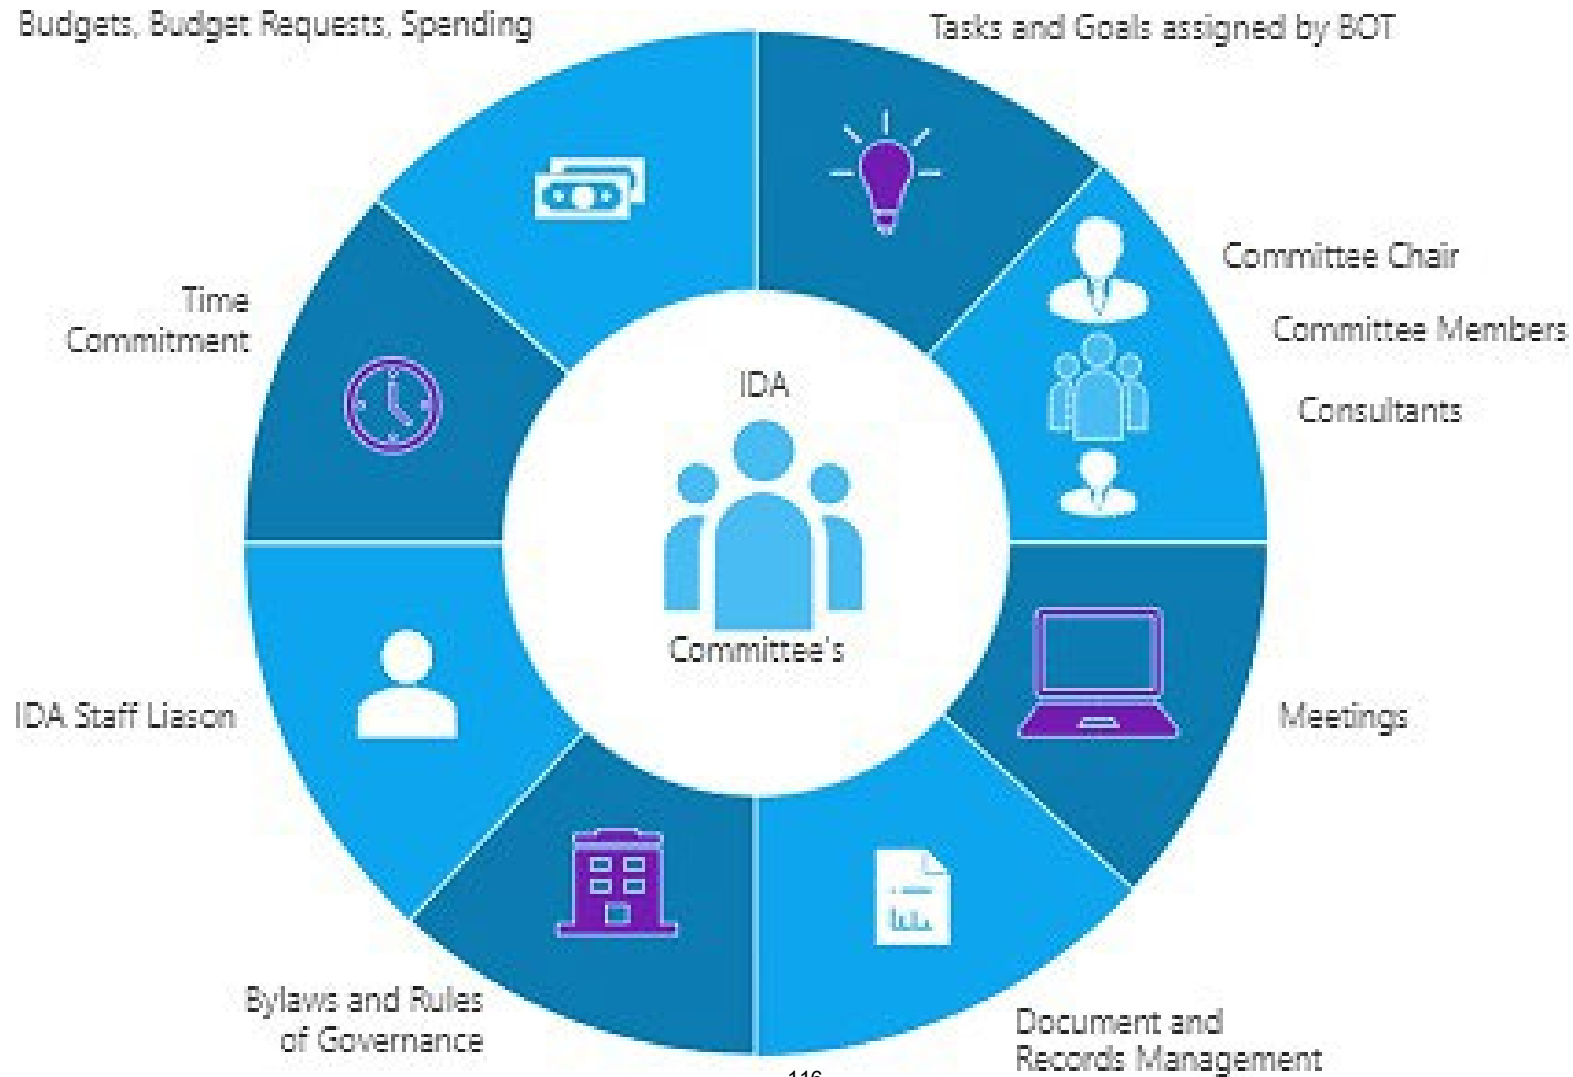 Budgets, Budget Requests, Spending
Tasks and Goals assigned by BOT
Committee Chair
Time
Commitment
Committee Members
IDA
Consultants
Committee's
IDA Staff Liason
Meetings
Bylaws and Rules
of Governance
Document and
Records Management
116